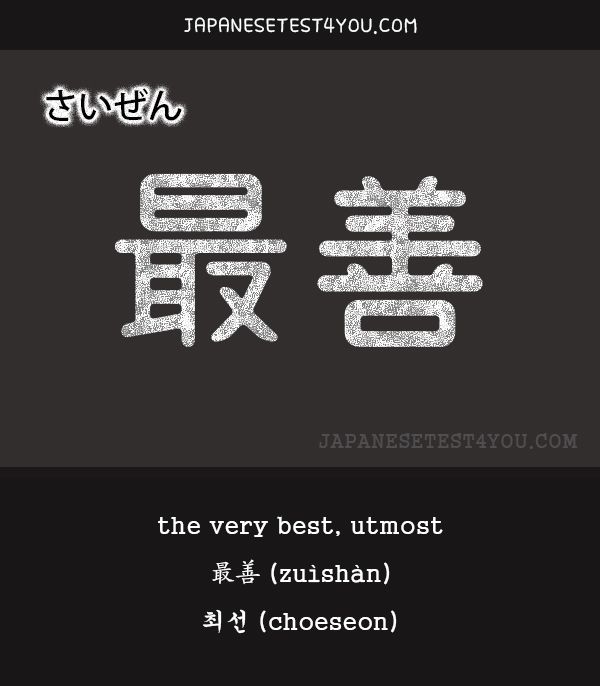 JAPANESETEST4YOU.COM
さいぜん
最善
JAPANESETEST4YOU.COM
the very best, utmost
最善 (zuìshàn)
최선 (choeseon)